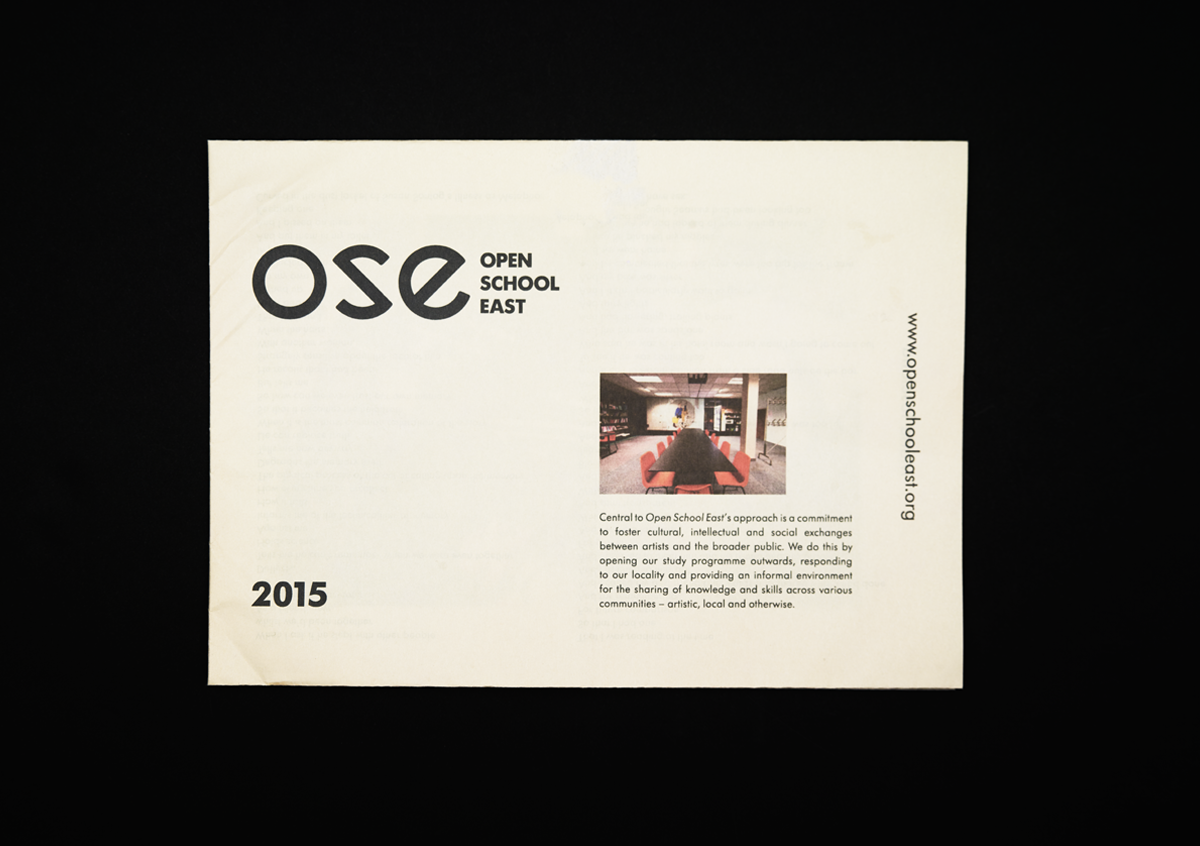 ose
OPEN
SCHOOL
EAST
www.openschooleast.org
Central to Open School East's approach is a commitment
to foster cultural, intellectual and social exchanges
between artists and the broader public. We do this by
opening our study programme outwards, responding
to our locality and providing an informal environment
for the sharing of knowledge and skills across various
communities – artistic, local and otherwise.
2015